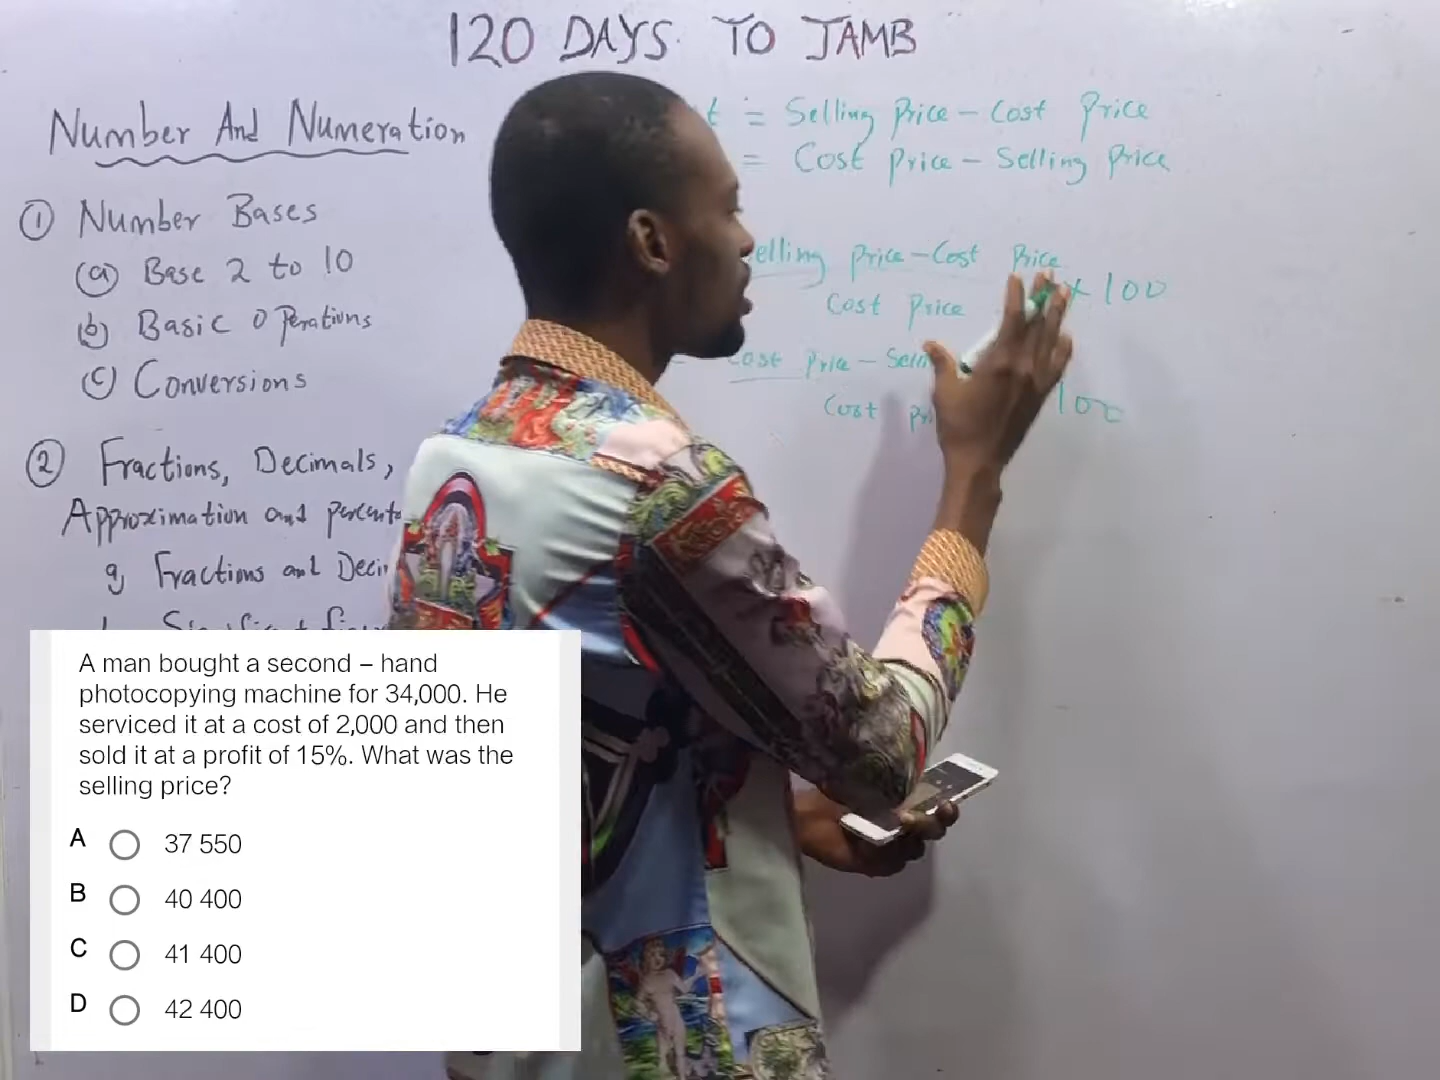 120 DAYS TO JAMB
Number And Numeration
① Number Bases
(a) Base 2 to 10
(b) Basic Operations
(c) Conversions
② Fractions, Decimals,
Approximation and
a) Fractions and
= Selling Price - Cost Price
= Cost Price - Selling Price
Price - Cost Price
Cost Price × 100
Cost Price -
Cost 100
A man bought a second – hand
photocopying machine for 34,000. He
serviced it at a cost of 2,000 and then
sold it at a profit of 15%. What was the
selling price?
A 37 550
B 40 400
C 41 400
D 42 400